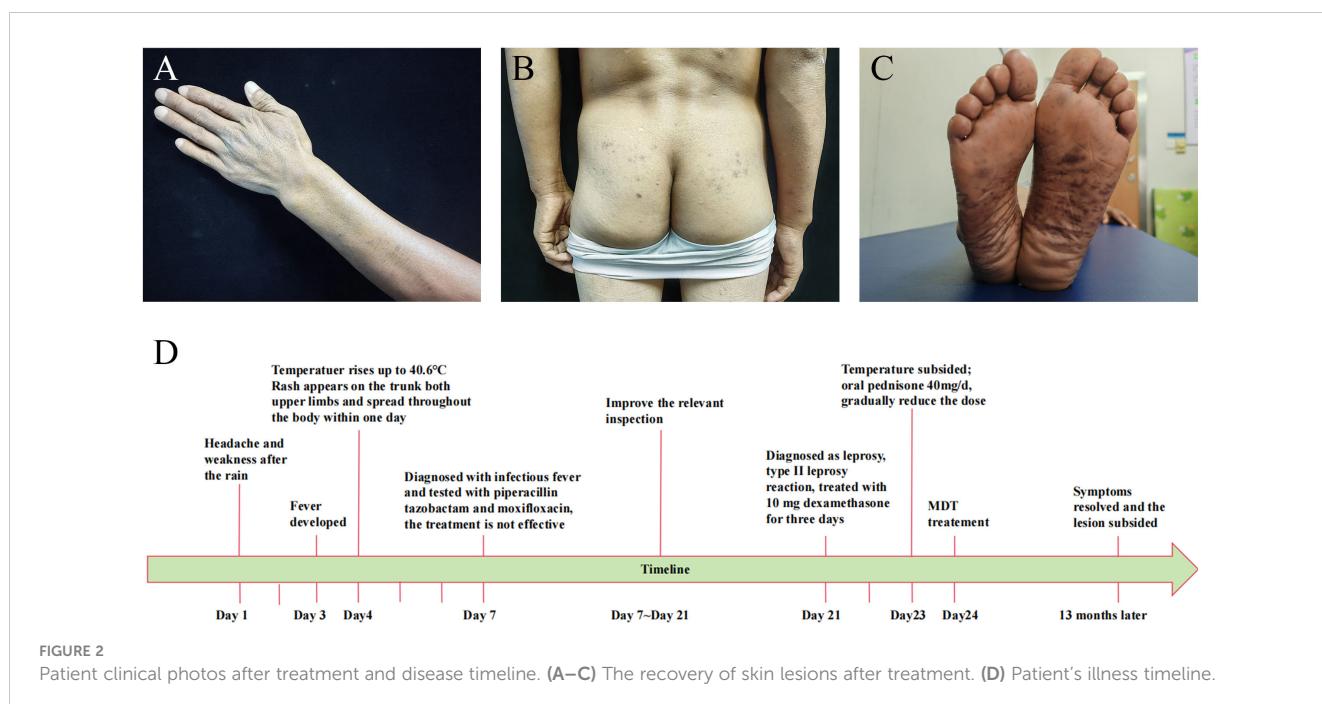 A
B
C
D
Temperatuer rises up to 40.6°C
Rash appears on the trunk both
upper limbs and spread throughout
the body within one day
Temperature subsided;
oral pednisone 40mg/d,
gradually reduce the dose
Improve the relevant
inspection
Headache and
weakness after
the rain
Diagnosed as leprosy,
type II leprosy
reaction, treated with
10 mg dexamethasone
for three days
Diagnosed with infectious fever
and tested with piperacillin
tazobactam and moxifloxacin,
the treatment is not effective
Fever
developed
MDT
treatement
Symptoms
resolved and the
lesion subsided
Timeline
Day 1
Day 3
Day4
Day 7
Day 7~Day 21
Day 21
Day23
Day24
13 months later
FIGURE 2
Patient clinical photos after treatment and disease timeline. (A–C) The recovery of skin lesions after treatment. (D) Patient's illness timeline.